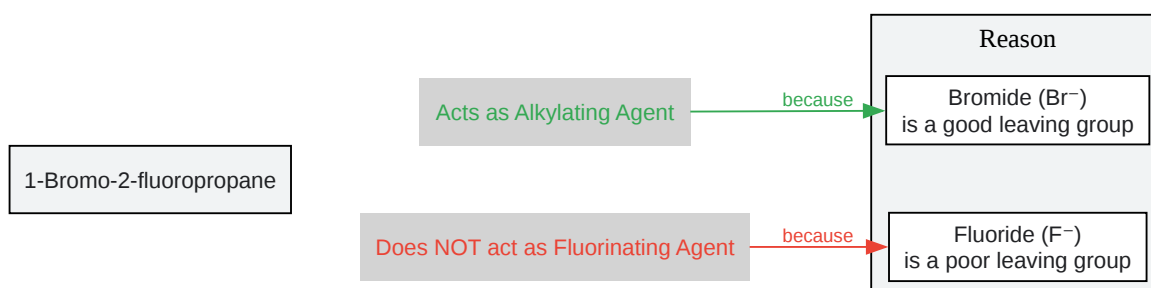 Reason
Acts as Alkylating Agent
because
Bromide (Br⁻)
is a good leaving group
1-Bromo-2-fluoropropane
Does NOT act as Fluorinating Agent
because
Fluoride (F⁻)
is a poor leaving group